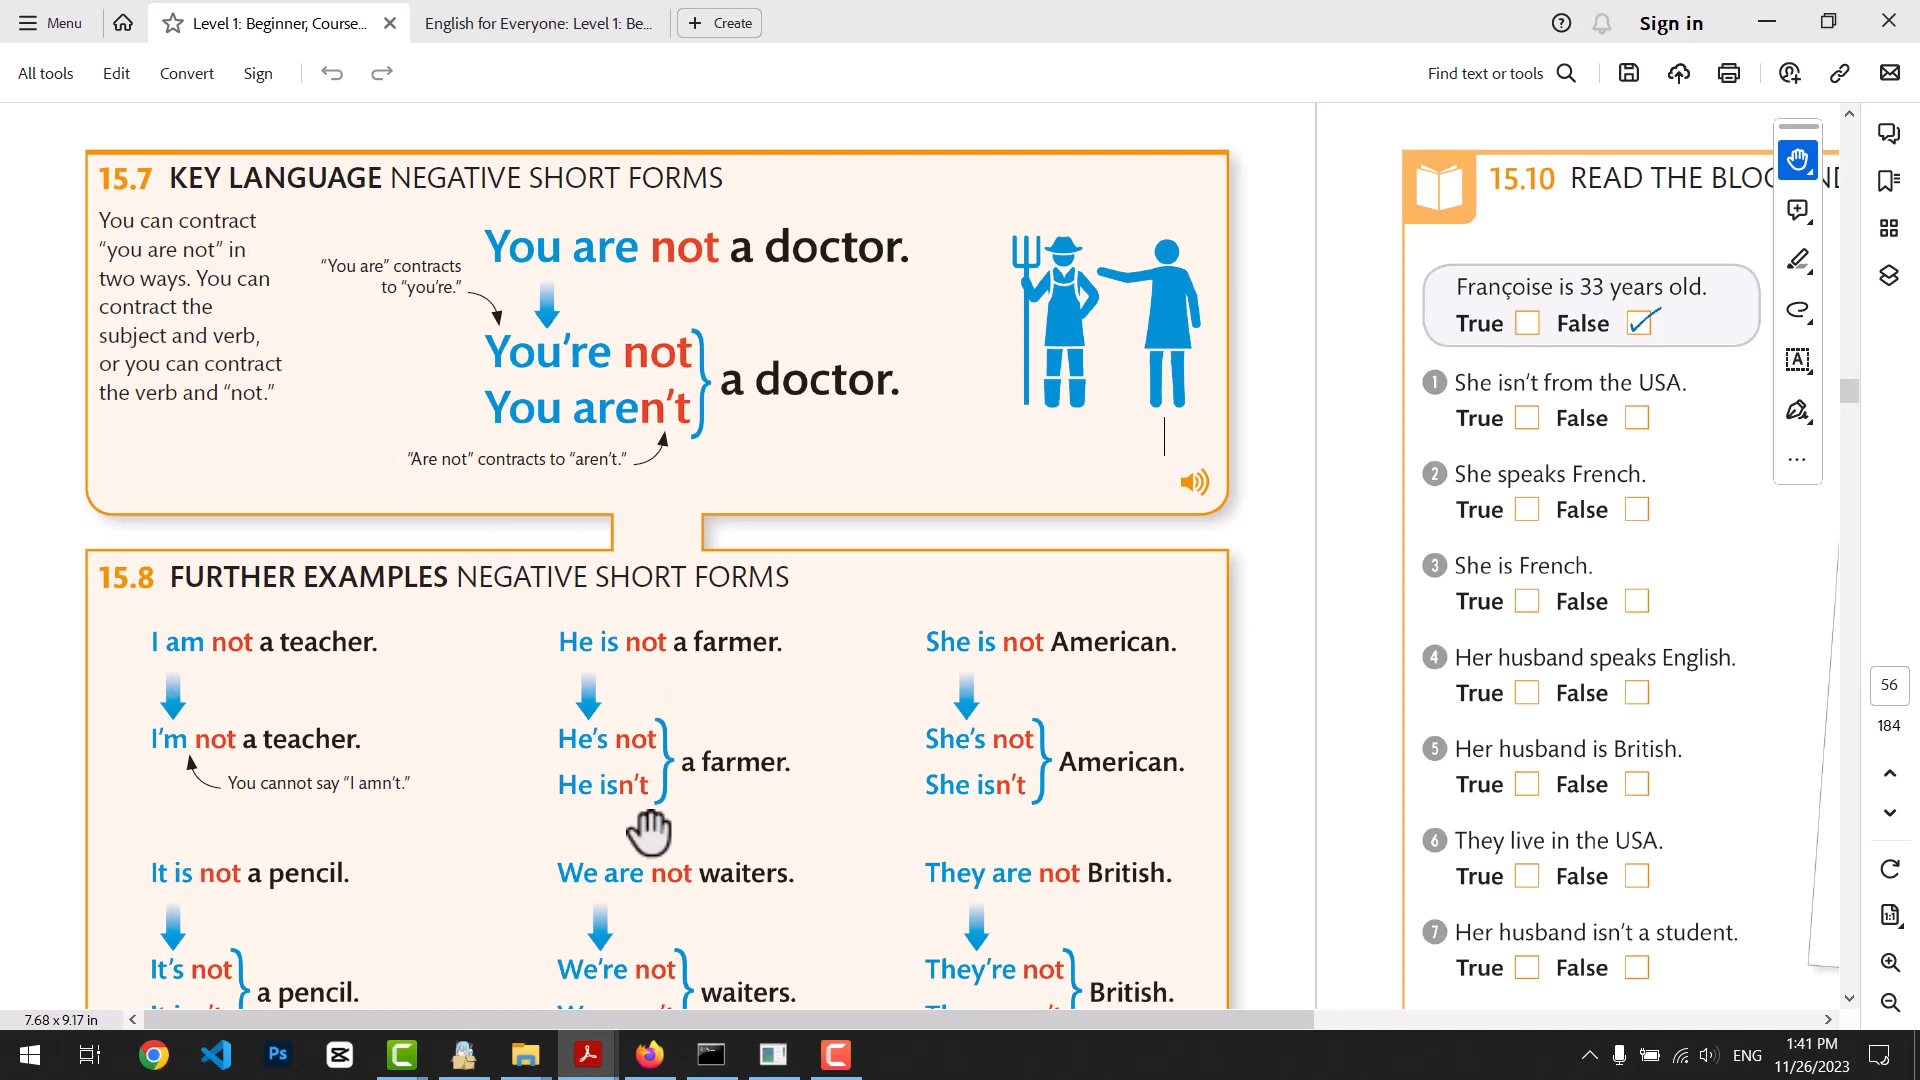 Menu
Level 1: Beginner, Course...
English for Everyone: Level 1: Be...
Create
Sign in
All tools
Edit
Convert
Sign
Find text or tools
15.7 KEY LANGUAGE NEGATIVE SHORT FORMS
You can contract
“you are not” in
two ways. You can
contract the
subject and verb,
or you can contract
the verb and “not.”
You are not a doctor.
“You are” contracts
to “you’re.”
You’re not
You aren’t
a doctor.
“Are not” contracts to “aren’t.”
15.8 FURTHER EXAMPLES NEGATIVE SHORT FORMS
I am not a teacher.
I’m not a teacher.
You cannot say “I amn’t.”
He is not a farmer.
He’s not
He isn’t
a farmer.
She is not American.
She’s not
She isn’t
American.
It is not a pencil.
It’s not
a pencil.
We are not waiters.
We’re not
waiters.
They are not British.
They’re not
British.
15.10 READ THE BLOG
Françoise is 33 years old.
True False
1 She isn’t from the USA.
True False
2 She speaks French.
True False
3 She is French.
True False
4 Her husband speaks English.
True False
5 Her husband is British.
True False
6 They live in the USA.
True False
7 Her husband isn’t a student.
True False
56
184
7.68 x 9.17 in
Ps
ENG
1:41 PM
11/26/2023